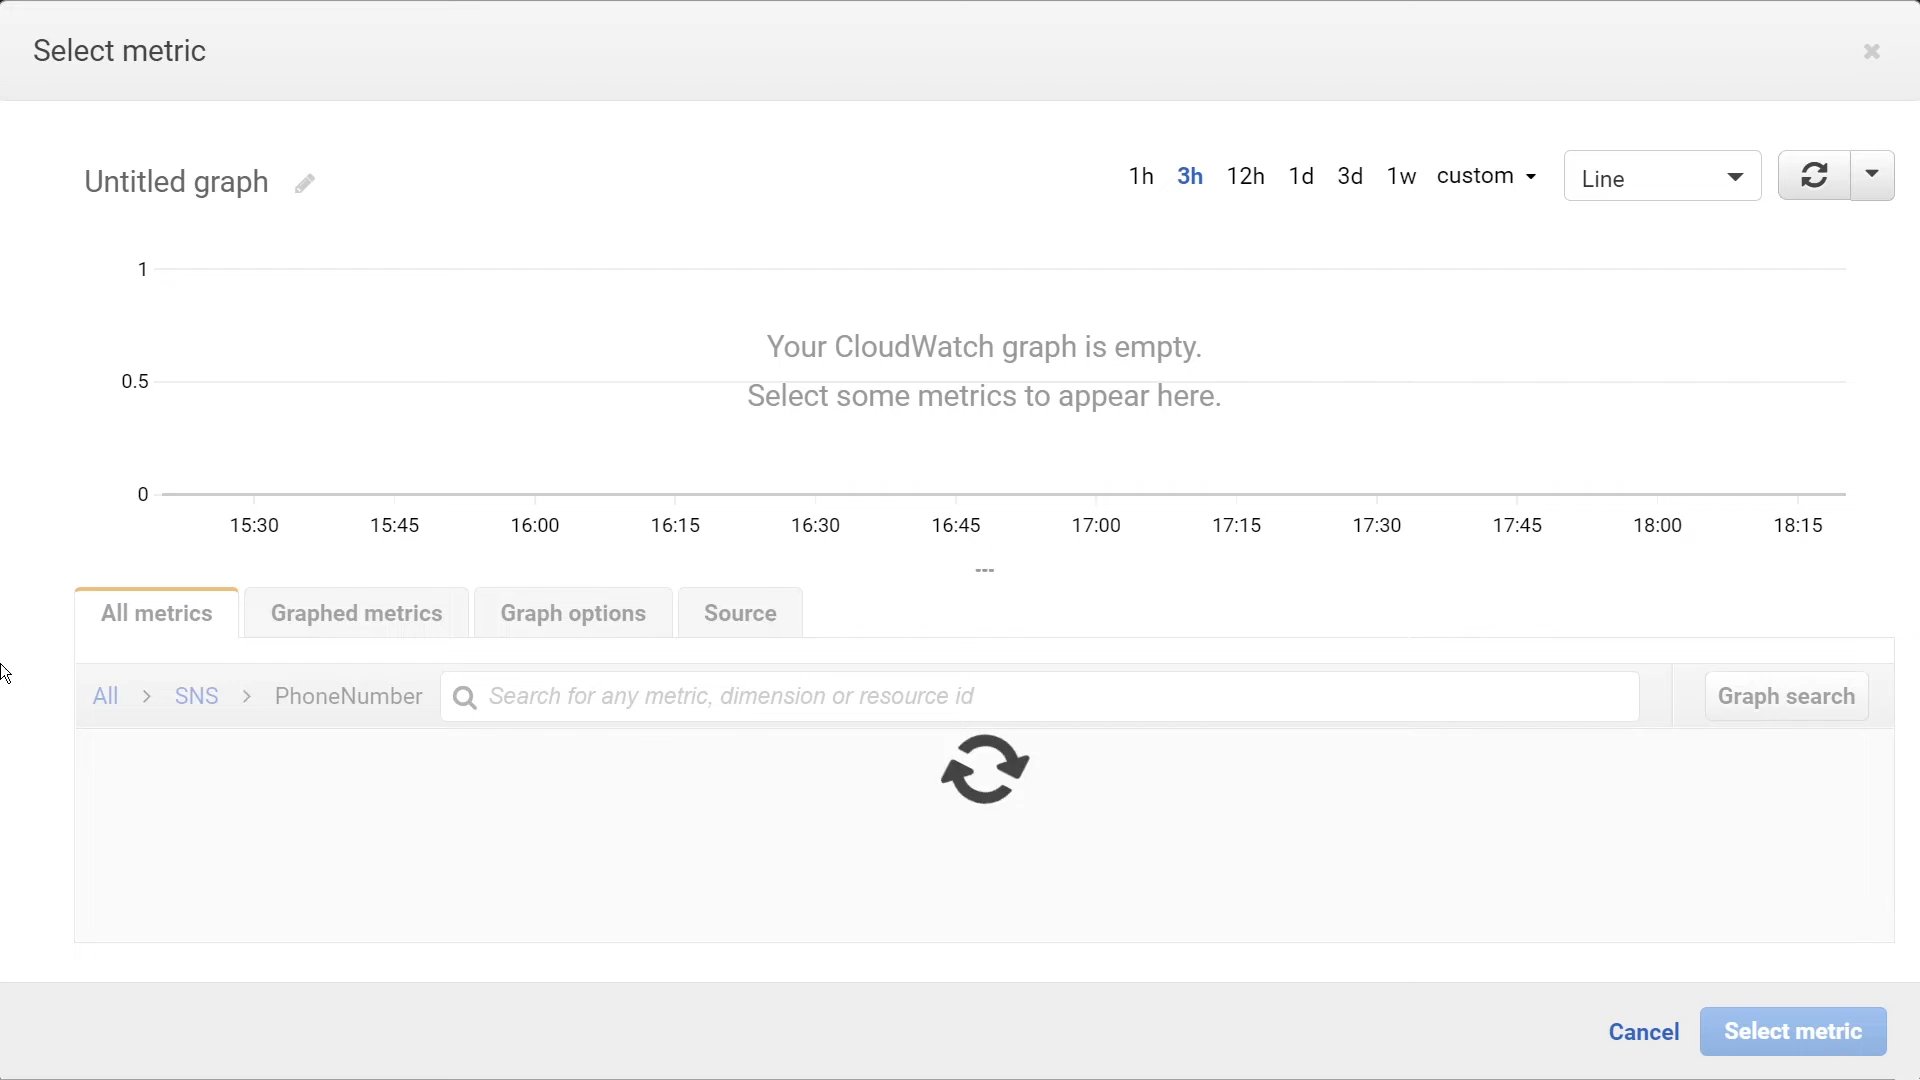 Select metric
Untitled graph
1h 3h 12h 1d 3d 1w custom Line
1
Your CloudWatch graph is empty.
0.5
Select some metrics to appear here.
0
15:30 15:45 16:00 16:15 16:30 16:45 17:00 17:15 17:30 17:45 18:00 18:15
All metrics Graphed metrics Graph options Source
All > SNS > PhoneNumber Search for any metric, dimension or resource id Graph search
Cancel Select metric